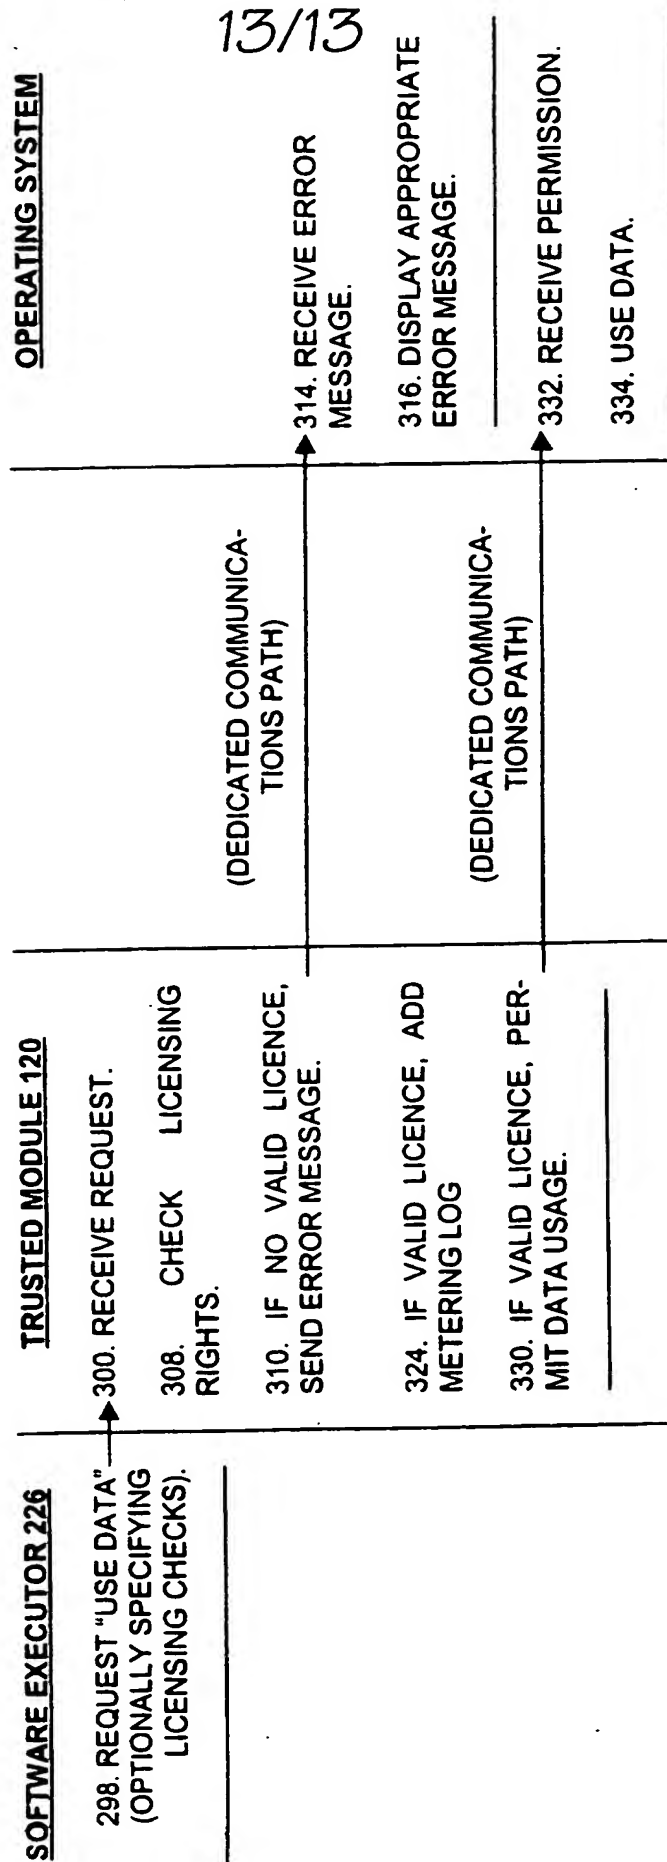 13/13
SOFTWARE EXECUTOR 226
298. REQUEST "USE DATA"
(OPTIONALLY SPECIFYING
LICENSING CHECKS).
TRUSTED MODULE 120
300. RECEIVE REQUEST.
308. CHECK LICENSING
RIGHTS.
310. IF NO VALID LICENCE,
SEND ERROR MESSAGE.
324. IF VALID LICENCE, ADD
METERING LOG
330. IF VALID LICENCE, PER-
MIT DATA USAGE.
(DEDICATED COMMUNICA-
TIONS PATH)
(DEDICATED COMMUNICA-
TIONS PATH)
OPERATING SYSTEM
314. RECEIVE ERROR
MESSAGE.
316. DISPLAY APPROPRIATE
ERROR MESSAGE.
332. RECEIVE PERMISSION.
334. USE DATA.